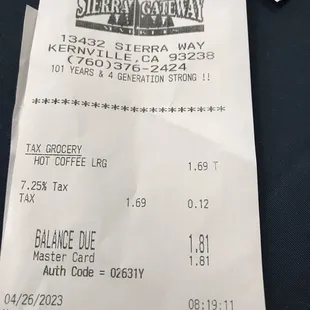 SIERRA GATEWAY
MARKET
13432 SIERRA WAY
KERNVILLE,CA 93238
(760)376-2424
101 YEARS & 4 GENERATION STRONG !!
****************************
TAX GROCERY
HOT COFFEE LRG 1.69 T
7.25% Tax
TAX 1.69 0.12
BALANCE DUE 1.81
Master Card 1.81
Auth Code = 02631Y
04/26/2023 08:19:11